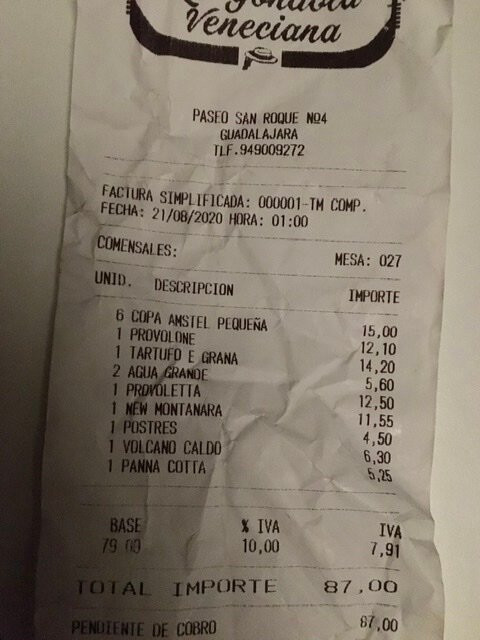 Gondola
Veneciana
PASEO SAN ROQUE Nº4
GUADALAJARA
TLF.949009272
FACTURA SIMPLIFICADA: 000001-TM COMP.
FECHA: 21/08/2020 HORA: 01:00
COMENSALES: MESA: 027
UNID. DESCRIPCION IMPORTE
6 COPA AMSTEL PEQUEÑA 15,00
1 PROVOLONE 12,10
1 TARTUFO E GRANA 14,20
2 AGUA GRANDE 5,60
1 PROVOLETTA 12,50
1 NEW MONTANARA 11,55
1 POSTRES 4,50
1 VOLCANO CALDO 6,30
1 PANNA COTTA 5,25
BASE % IVA IVA
79 10,00 7,91
TOTAL IMPORTE 87,00
PENDIENTE DE COBRO 87,00